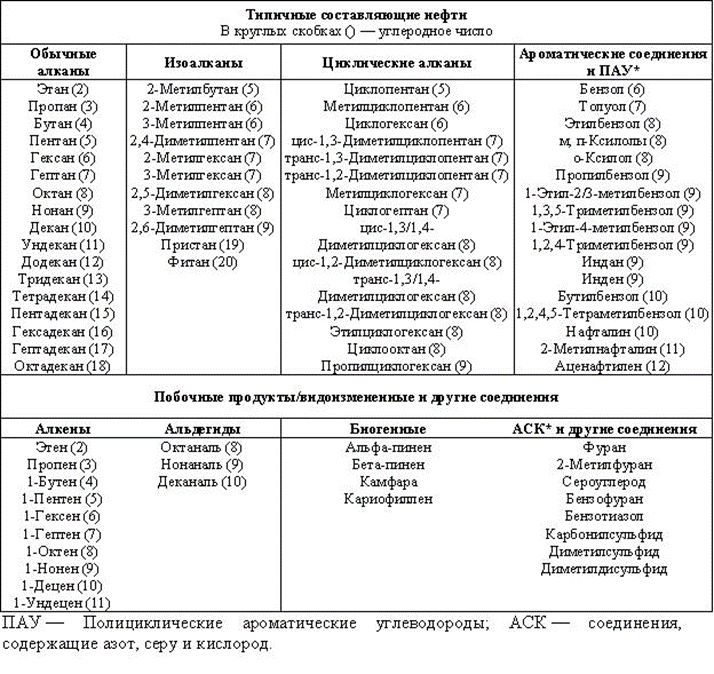 Типичные составляющие нефти
В круглых скобках () — углеродное число
Обычные
алканы
Этан (2)
Пропан (3)
Бутан (4)
Пентан (5)
Гексан (6)
Гептан (7)
Октан (8)
Нонан (9)
Декан (10)
Ундекан (11)
Додекан (12)
Тридекан (13)
Тетрадекан (14)
Пентадекан (15)
Гексадекан (16)
Гептадекан (17)
Октадекан (18)
Изоалканы
2-Метилбутан (5)
2-Метилпентан (6)
3-Метилпентан (6)
2,4-Диметилпентан (7)
2-Метилгексан (7)
3-Метилгексан (7)
2,5-Диметилгексан (8)
3-Метилгептан (8)
2,6-Диметилгептан (9)
Пристан (19)
Фитан (20)
Циклические алканы
Циклопентан (5)
Метилциклопентан (6)
Циклогексан (6)
цис-1,3-Диметилциклопентан (7)
транс-1,3-Диметилциклопентан (7)
транс-1,2-Диметилциклопентан (7)
Метилциклогексан (7)
Циклогептан (7)
цис-1,3/1,4-
Диметилциклогексан (8)
цис-1,2-Диметилциклогексан (8)
транс-1,3/1,4-
Диметилциклогексан (8)
транс-1,2-Диметилциклогексан (8)
Этилциклогексан (8)
Циклооктан (8)
Пропилциклогексан (9)
Ароматические соединения
и ПАУ*
Бензол (6)
Толуол (7)
Этилбензол (8)
м, п-Ксилолы (8)
о-Ксилол (8)
Пропилбензол (9)
1-Этил-2/3-метилбензол (9)
1,3,5-Триметилбензол (9)
1-Этил-4-метилбензол (9)
1,2,4-Триметилбензол (9)
Индан (9)
Инден (9)
Бутилбензол (10)
1,2,4,5-Тетраметилбензол (10)
Нафталин (10)
2-Метилнафталин (11)
Аценафтилен (12)
Побочные продукты/видоизмененные и другие соединения
Алкены
Этен (2)
Пропен (3)
1-Бутен (4)
1-Пентен (5)
1-Гексен (6)
1-Гептен (7)
1-Октен (8)
1-Нонен (9)
1-Децен (10)
1-Ундецен (11)
Альдегиды
Октаналь (8)
Нонаналь (9)
Деканаль (10)
Биогенные
Альфа-пинен
Бета-пинен
Камфара
Кариофиллен
АСК* и другие соединения
Фуран
2-Метилфуран
Сероуглерод
Бензофуран
Бензотиазол
Карбонилсульфид
Диметилсульфид
Диметилдисульфид
ПАУ — Полициклические ароматические углеводороды; АСК — соединения,
содержащие азот, серу и кислород.